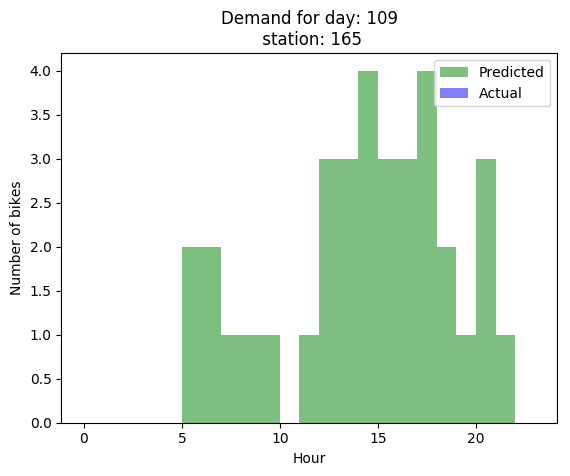 Demand for day: 109
station: 165
Predicted
Actual
Number of bikes
4.0
3.5
3.0
2.5
2.0
1.5
1.0
0.5
0.0
0 5 10 15 20
Hour